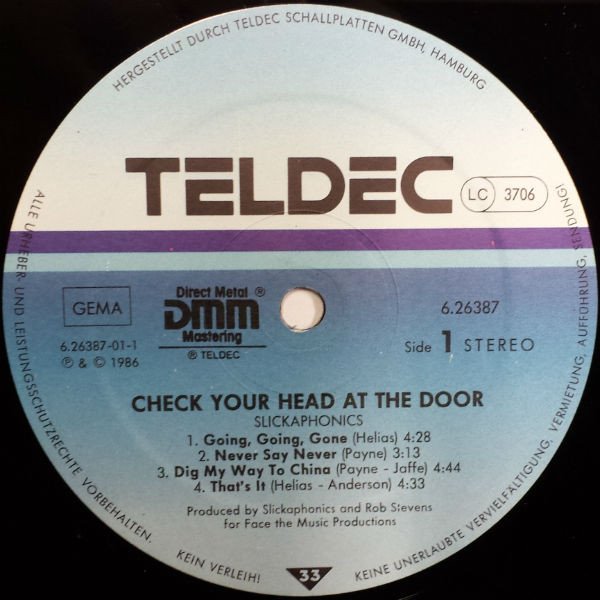 HERGESTELLT DURCH TELDEC SCHALLPLATTEN GMBH, HAMBURG
TELDEC
LC 3706
GEMA
Direct Metal ®
DMM
Mastering
® TELDEC
6.26387-01-1
℗ & © 1986
6.26387
Side 1 STEREO
CHECK YOUR HEAD AT THE DOOR
SLICKAPHONICS
1. Going, Going, Gone (Helias) 4:28
2. Never Say Never (Payne) 3:13
3. Dig My Way To China (Payne - Jaffe) 4:44
4. That's It (Helias - Anderson) 4:33
Produced by Slickaphonics and Rob Stevens
for Face the Music Productions
33
ALLE URHEBER- UND LEISTUNGSSCHUTZRECHTE VORBEHALTEN.
KEIN VERLEIH!
KEINE UNERLAUBTE VERVIELFÄLTIGUNG, VERMIETUNG, AUFFÜHRUNG, SENDUNG!